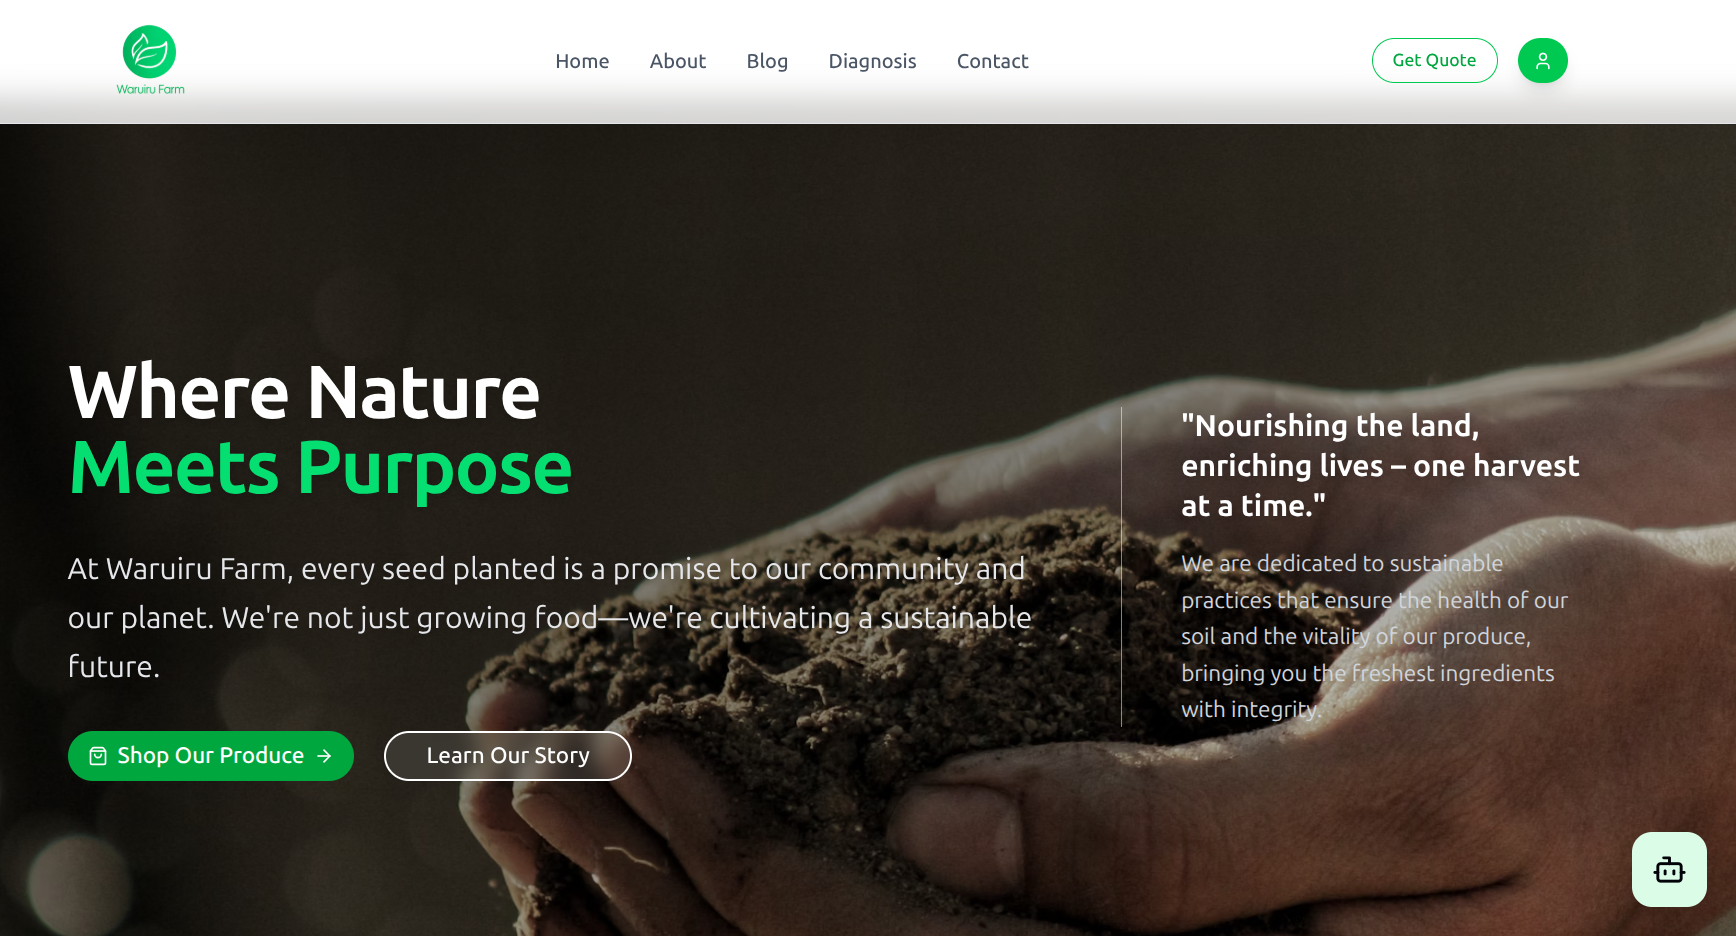 Waruiru Farm
Home
About
Blog
Diagnosis
Contact
Get Quote
Where Nature
Meets Purpose
At Waruiru Farm, every seed planted is a promise to our community and
our planet. We're not just growing food—we're cultivating a sustainable
future.
Shop Our Produce
Learn Our Story
"Nourishing the land,
enriching lives – one harvest
at a time."
We are dedicated to sustainable
practices that ensure the health of our
soil and the vitality of our produce,
bringing you the freshest ingredients
with integrity.